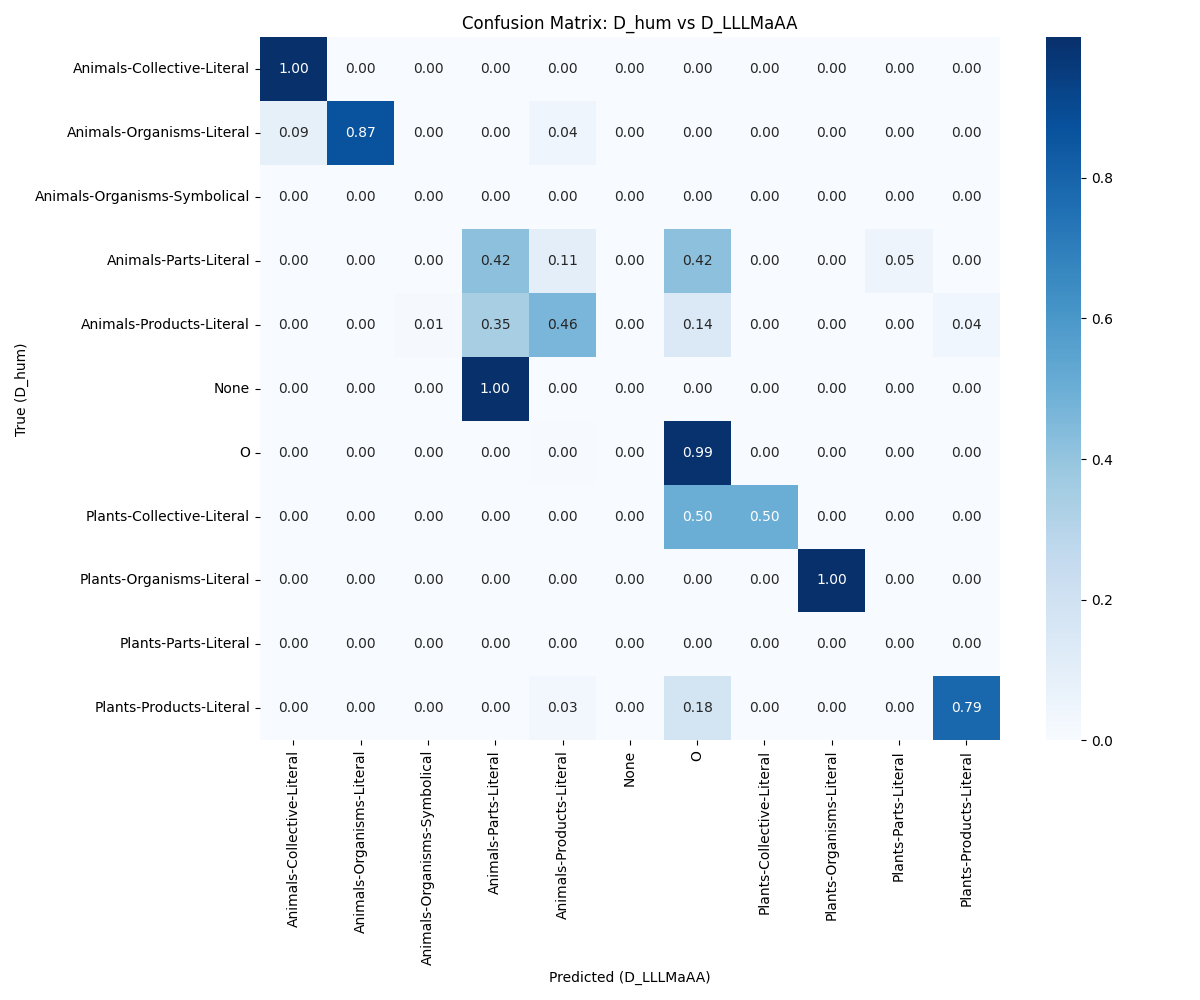 Confusion Matrix: D_hum vs D_LLLMaAA
True (D_hum)
Animals-Collective-Literal 1.00 0.00 0.00 0.00 0.00 0.00 0.00 0.00 0.00 0.00 0.00
Animals-Organisms-Literal 0.09 0.87 0.00 0.00 0.04 0.00 0.00 0.00 0.00 0.00 0.00
Animals-Organisms-Symbolical 0.00 0.00 0.00 0.00 0.00 0.00 0.00 0.00 0.00 0.00 0.00
Animals-Parts-Literal 0.00 0.00 0.00 0.42 0.11 0.00 0.42 0.00 0.00 0.05 0.00
Animals-Products-Literal 0.00 0.00 0.01 0.35 0.46 0.00 0.14 0.00 0.00 0.00 0.04
None 0.00 0.00 0.00 1.00 0.00 0.00 0.00 0.00 0.00 0.00 0.00
O 0.00 0.00 0.00 0.00 0.00 0.00 0.99 0.00 0.00 0.00 0.00
Plants-Collective-Literal 0.00 0.00 0.00 0.00 0.00 0.00 0.50 0.50 0.00 0.00 0.00
Plants-Organisms-Literal 0.00 0.00 0.00 0.00 0.00 0.00 0.00 0.00 1.00 0.00 0.00
Plants-Parts-Literal 0.00 0.00 0.00 0.00 0.00 0.00 0.00 0.00 0.00 0.00 0.00
Plants-Products-Literal 0.00 0.00 0.00 0.00 0.03 0.00 0.18 0.00 0.00 0.00 0.79
Animals-Collective-Literal
Animals-Organisms-Literal
Animals-Organisms-Symbolical
Animals-Parts-Literal
Animals-Products-Literal
None
O
Plants-Collective-Literal
Plants-Organisms-Literal
Plants-Parts-Literal
Plants-Products-Literal
Predicted (D_LLLMaAA)
0.8
0.6
0.4
0.2
0.0